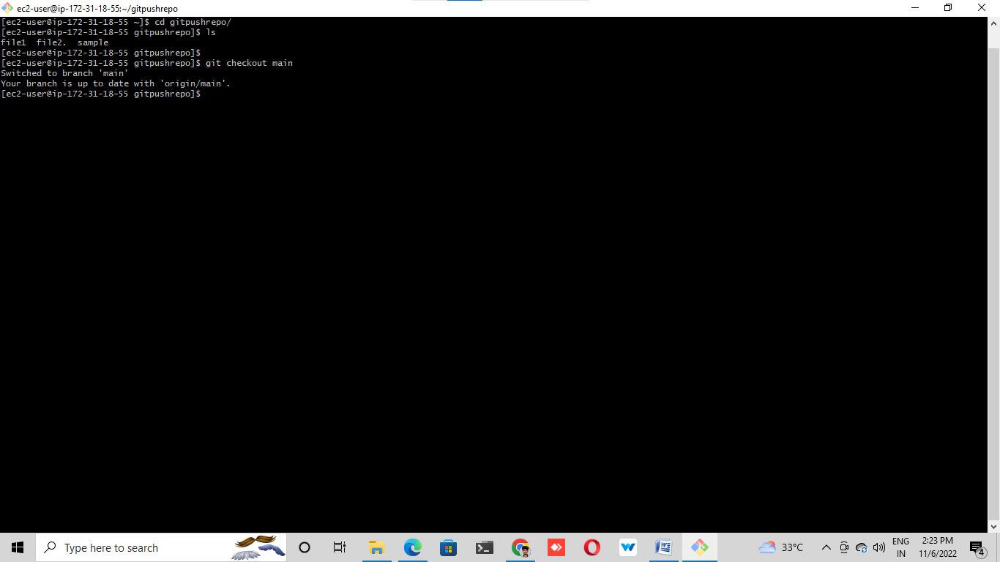 ec2-user@ip-172-31-18-55:~/gitpushrepo
[ec2-user@ip-172-31-18-55 ~]$ cd gitpushrepo/
[ec2-user@ip-172-31-18-55 gitpushrepo]$ ls
file1  file2.  sample
[ec2-user@ip-172-31-18-55 gitpushrepo]$
[ec2-user@ip-172-31-18-55 gitpushrepo]$ git checkout main
Switched to branch 'main'
Your branch is up to date with 'origin/main'.
[ec2-user@ip-172-31-18-55 gitpushrepo]$
Type here to search
33°C
ENG
IN
2:23 PM
11/6/2022
4